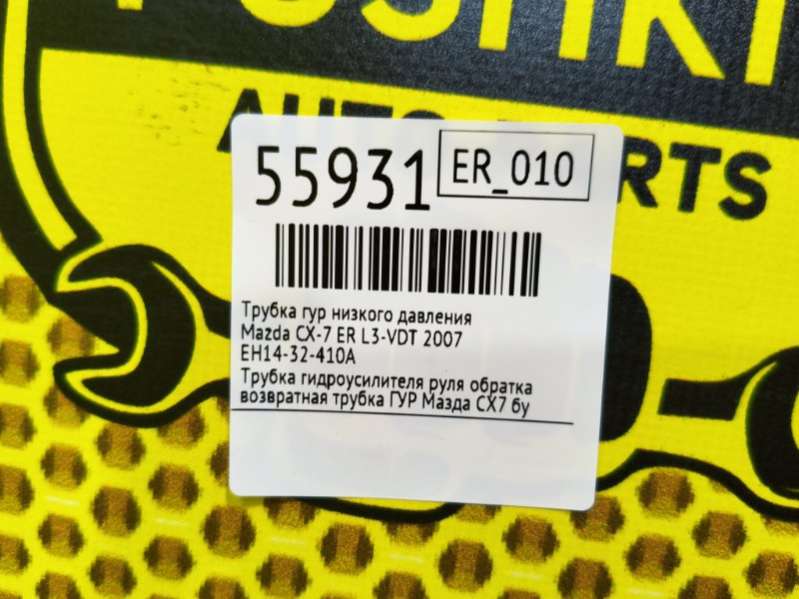 55931
ER_010
Трубка гур низкого давления
Mazda CX-7 ER L3-VDT 2007
EH14-32-410A
Трубка гидроусилителя руля обратка
возвратная трубка ГУР Мазда СХ7 бу